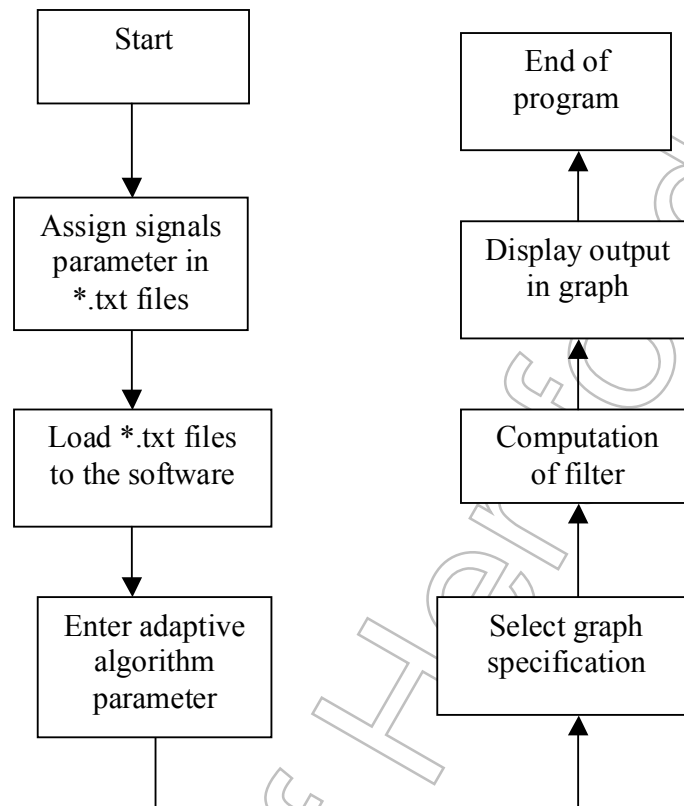 Start
Assign signals
parameter in
*.txt files
Load *.txt files
to the software
Enter adaptive
algorithm
parameter
Select graph
specification
Computation
of filter
Display output
in graph
End of
program